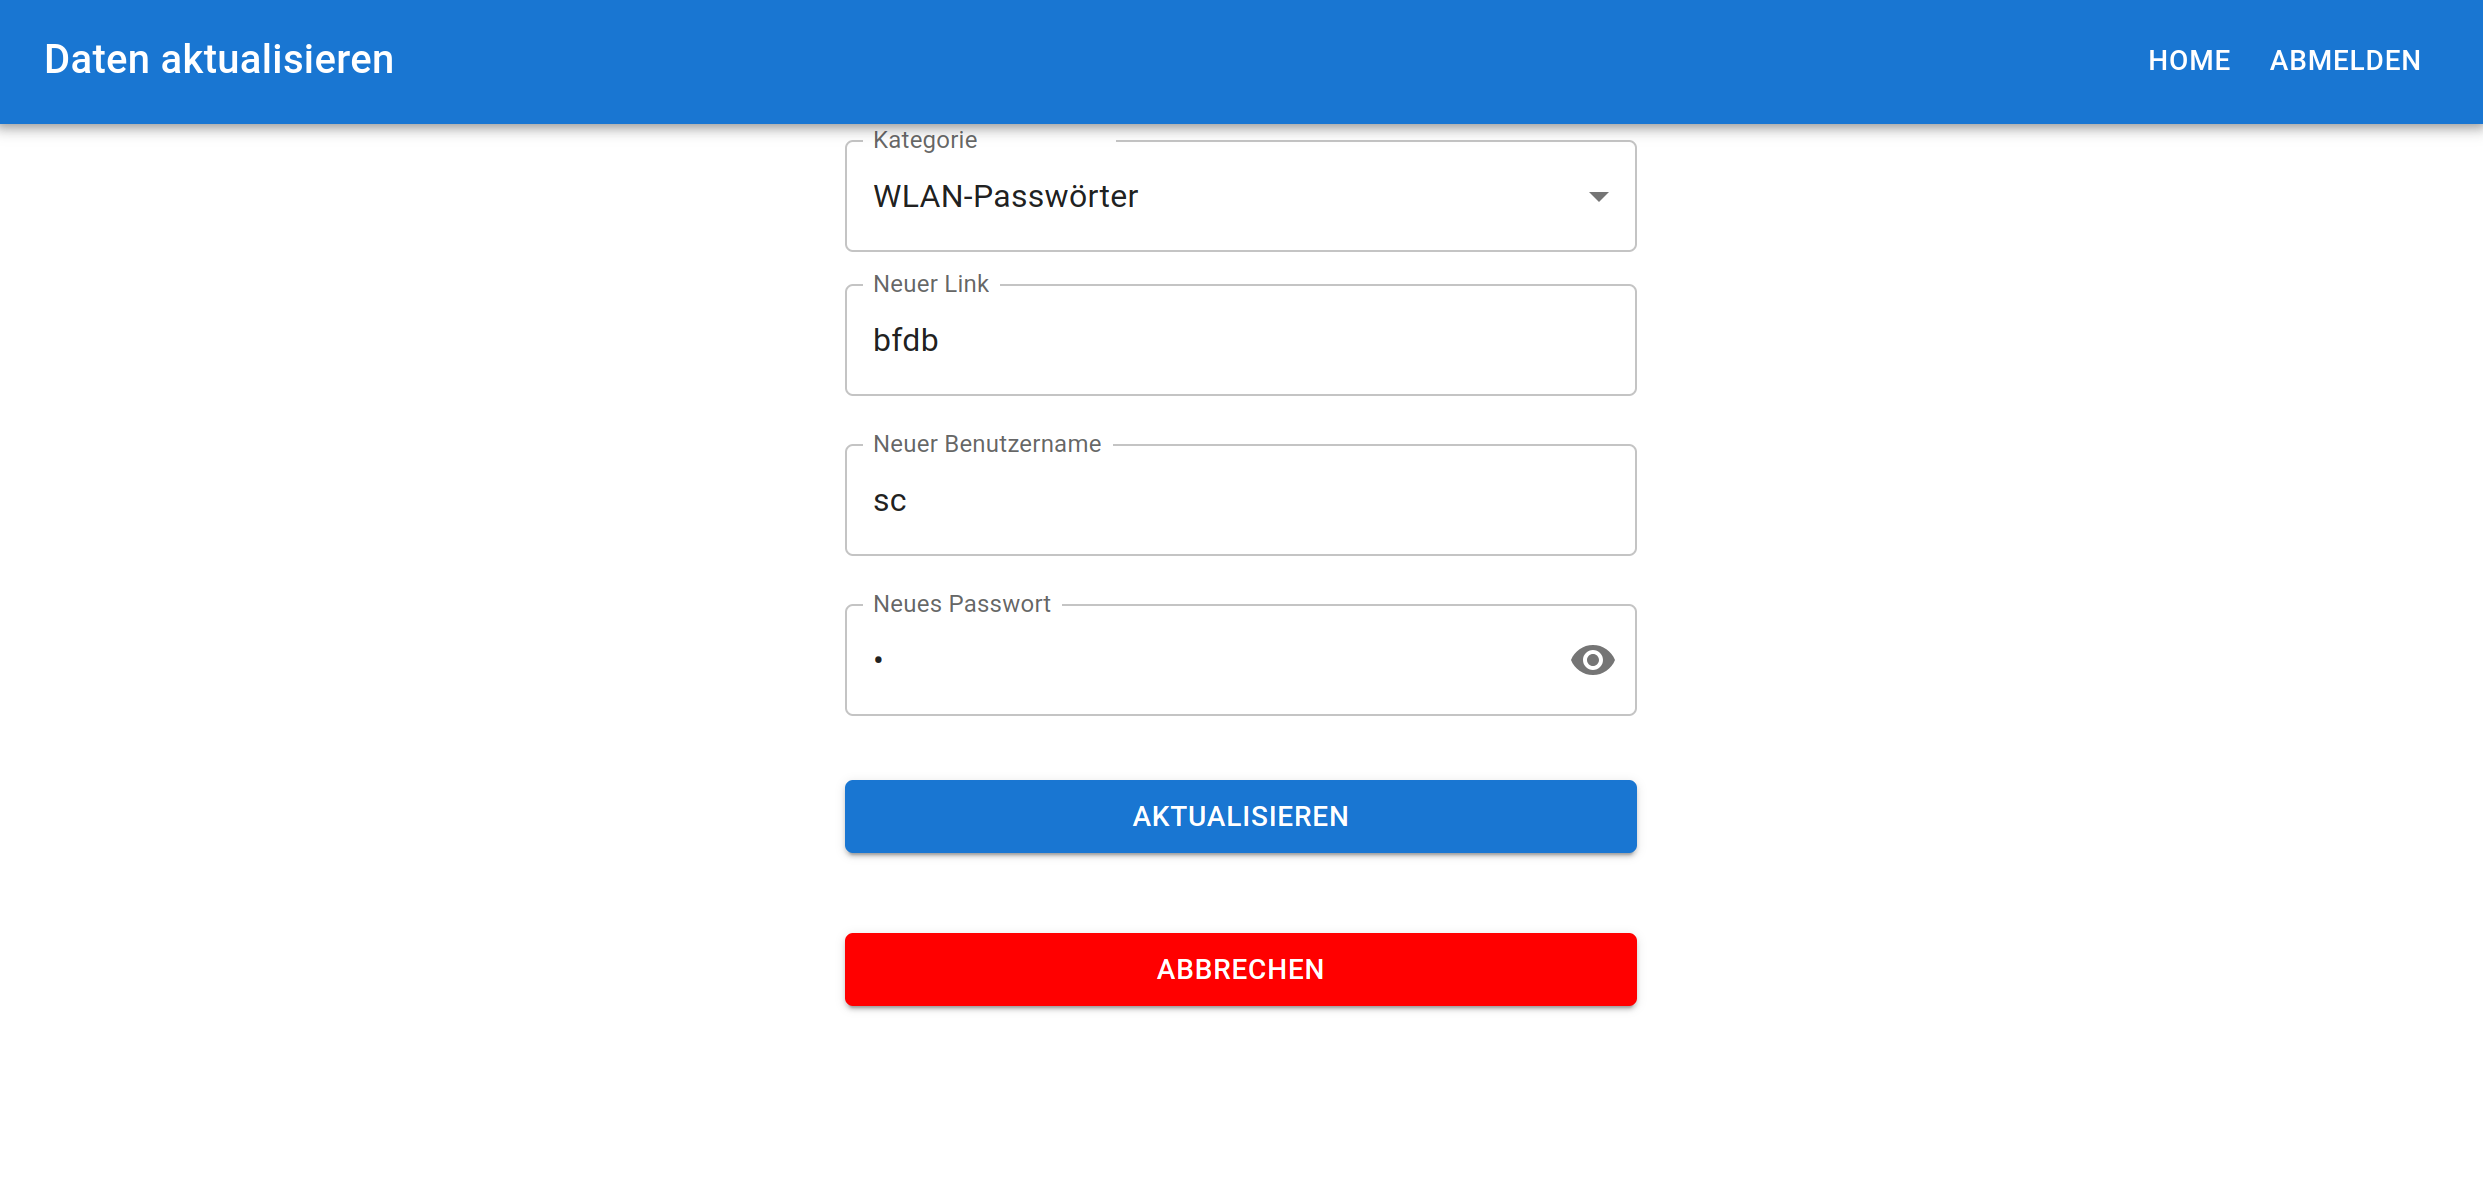 Daten aktualisieren
HOME ABMELDEN
Kategorie
WLAN-Passwörter
Neuer Link
bfdb
Neuer Benutzername
sc
Neues Passwort
•
AKTUALISIEREN
ABBRECHEN